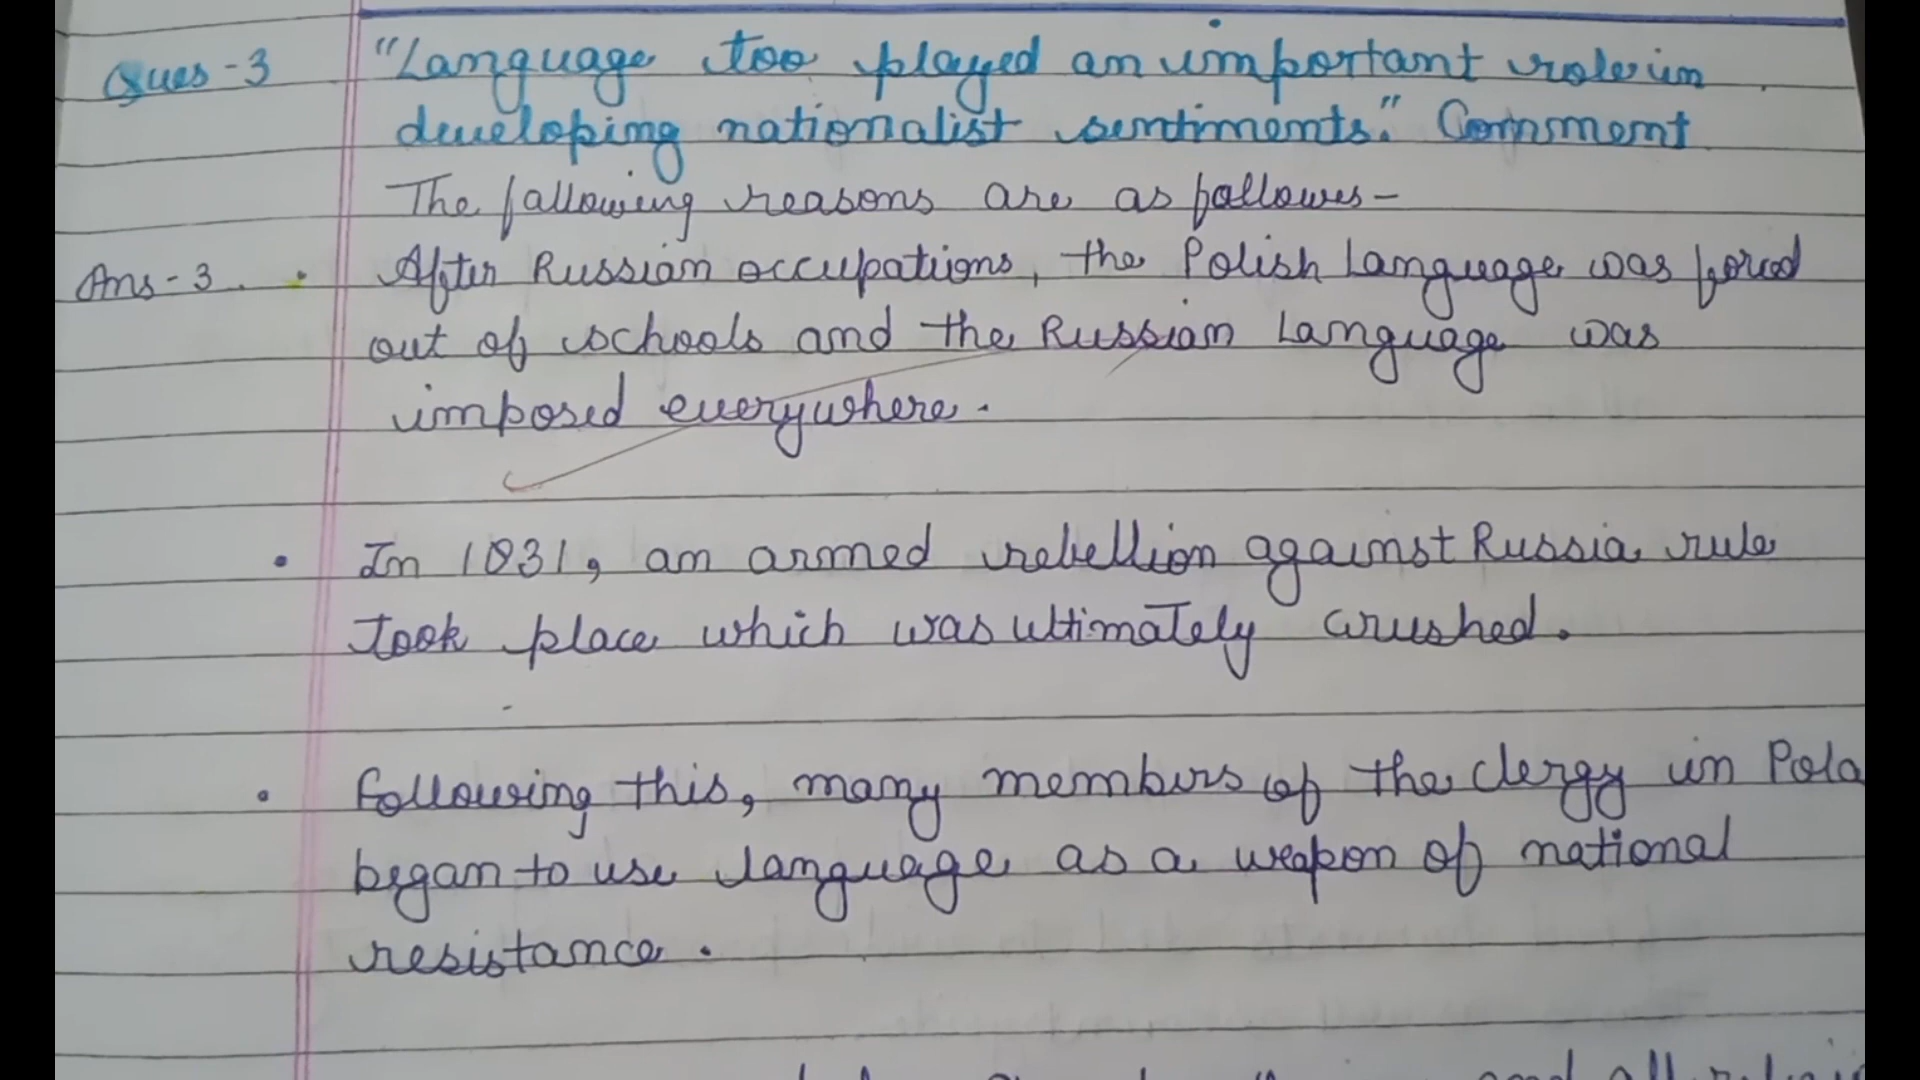 Ques-3 "Language too played an important role in
developing nationalist sentiments." Comment
The following reasons are as followes-
Ans-3. • After Russian occupations, the Polish Language was forced
out of schools and the Russian Language was
imposed everywhere.
• In 1831, an armed rebellion against Russia rule
took place which was ultimately crushed.
• Following this, many members of the clergy in Pola
began to use language as a weapon of national
resistance.